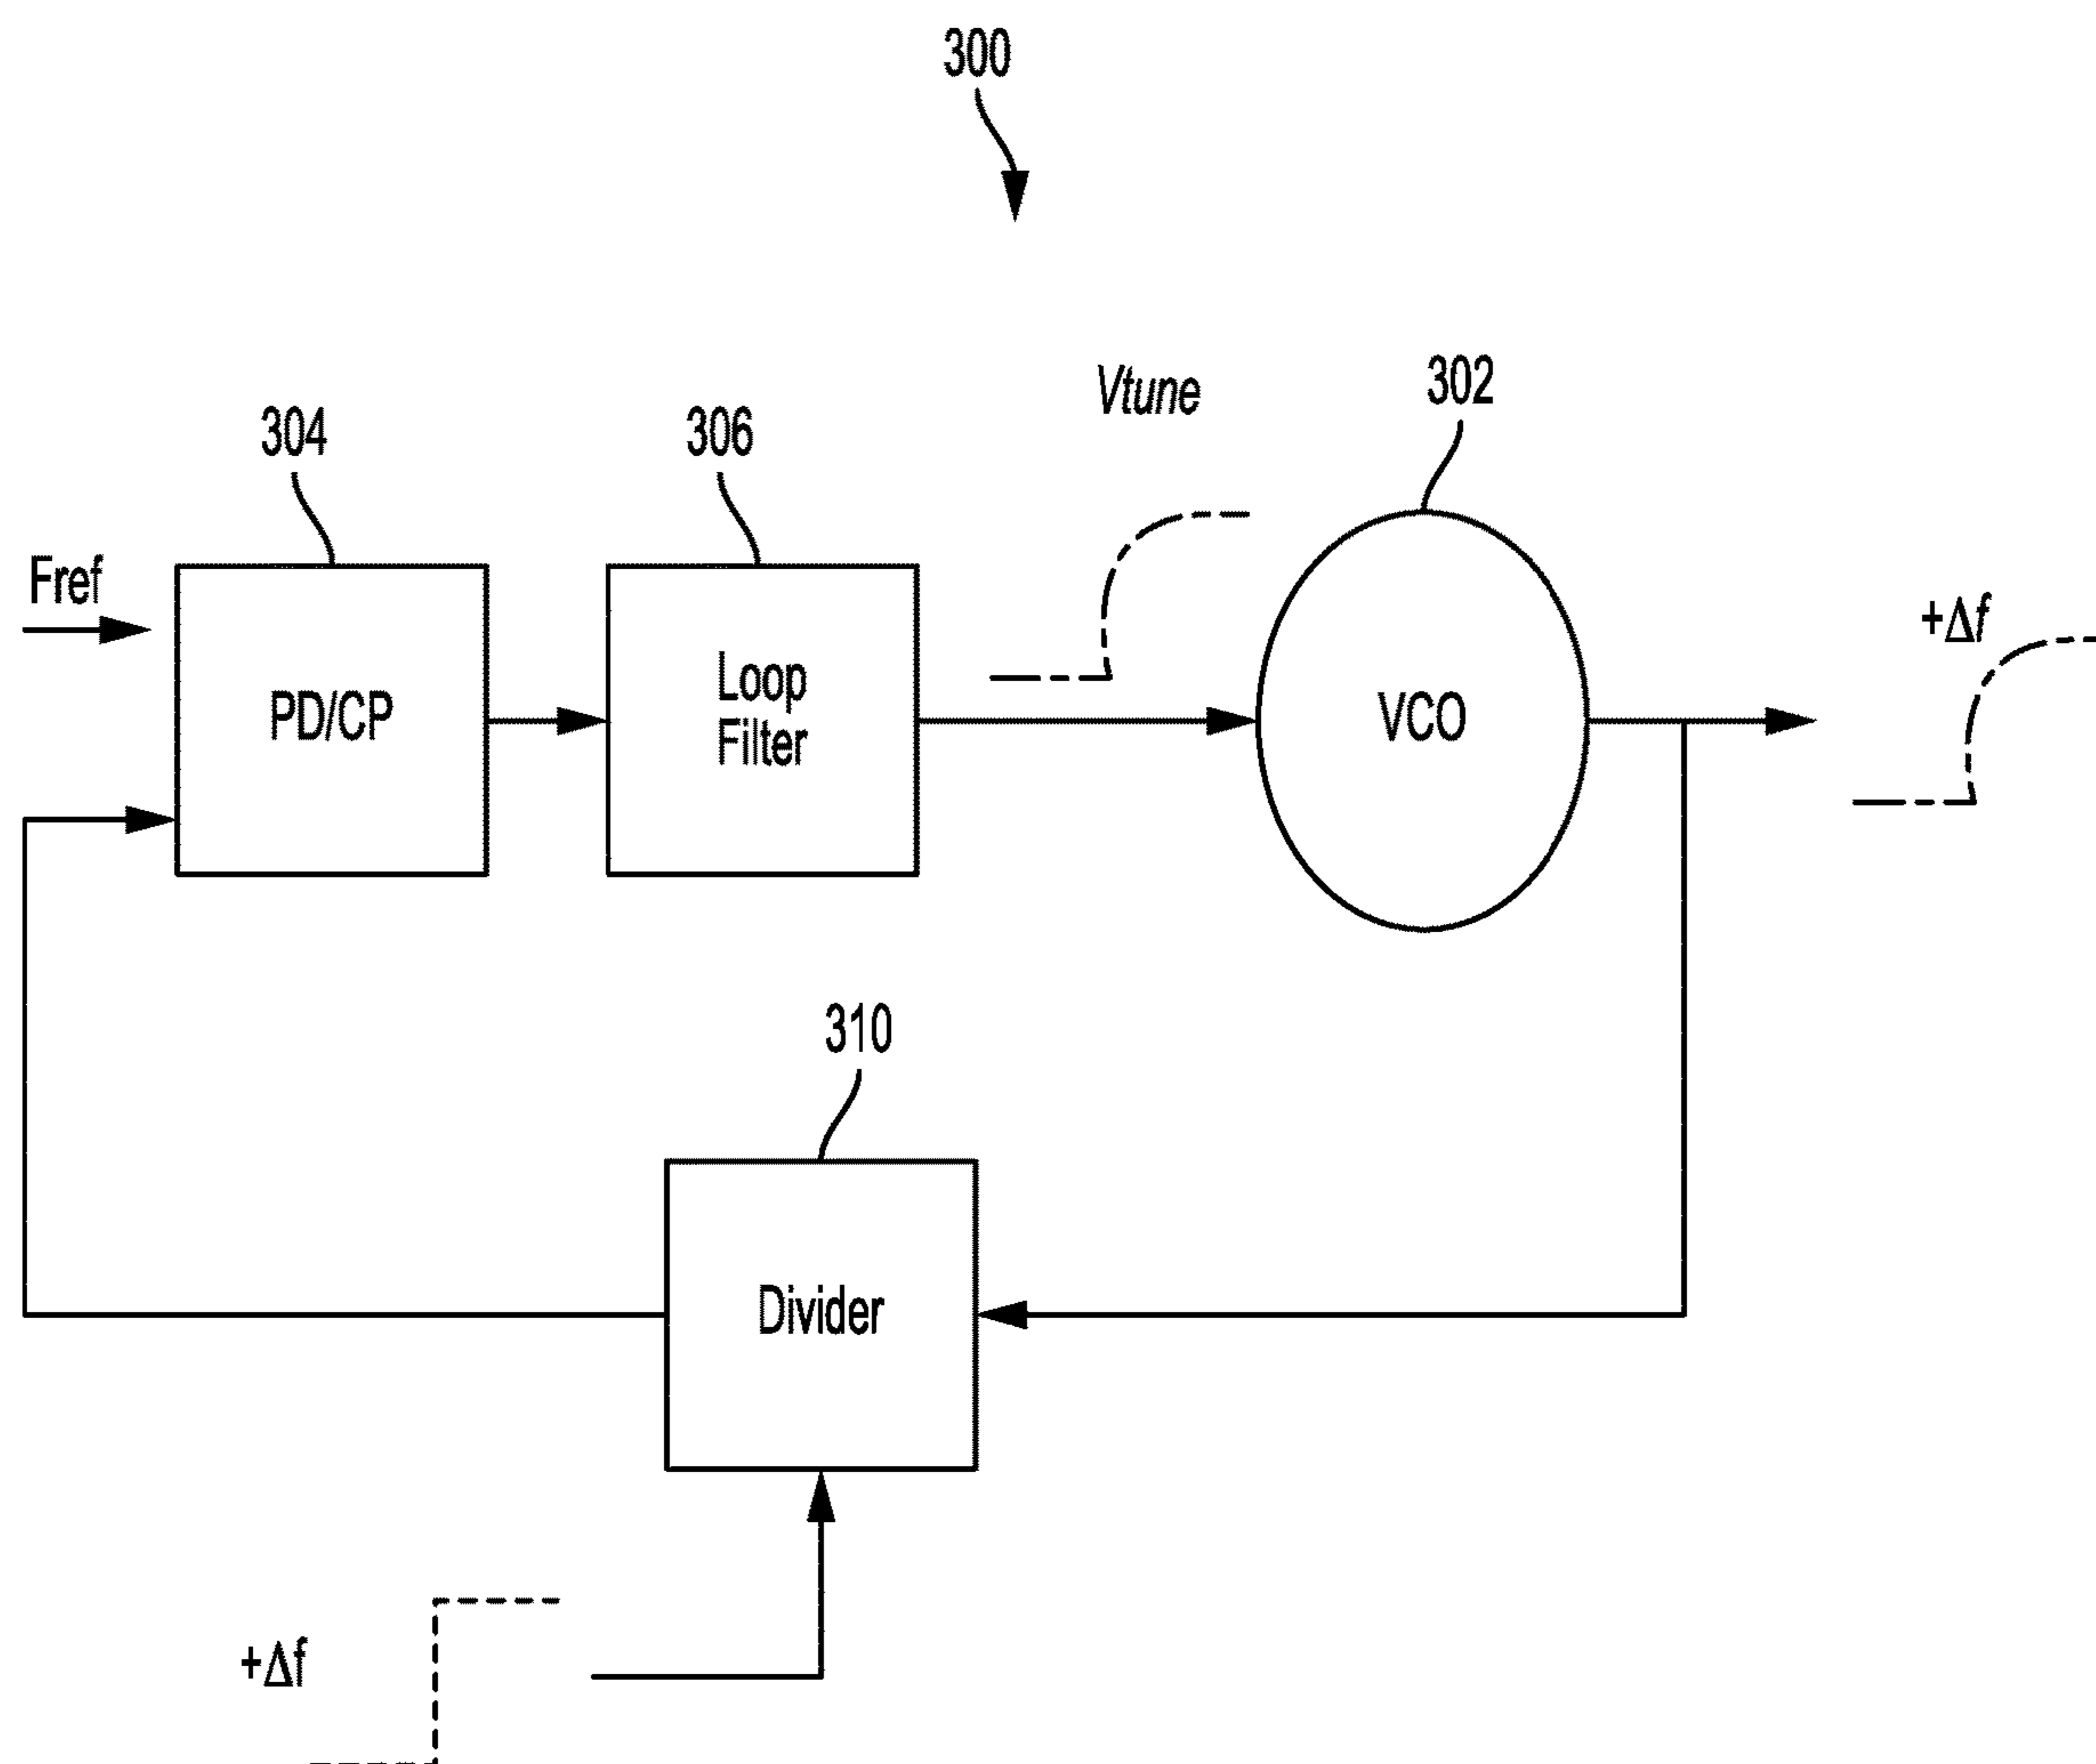 300
Vtune
302
304
306
Fref
+Δf
PD/CP
Loop
Filter
VCO
310
Divider
+Δf